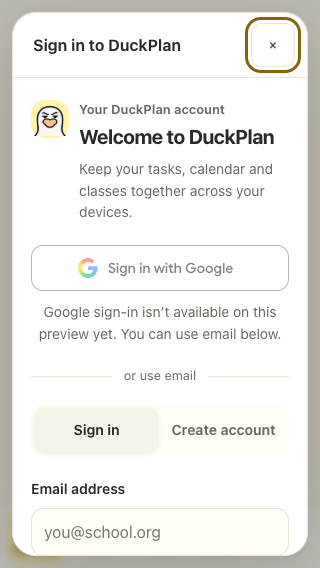 Sign in to DuckPlan
×
Your DuckPlan account
Welcome to DuckPlan
Keep your tasks, calendar and
classes together across your
devices.
Sign in with Google
Google sign-in isn’t available on this
preview yet. You can use email below.
or use email
Sign in
Create account
Email address
you@school.org